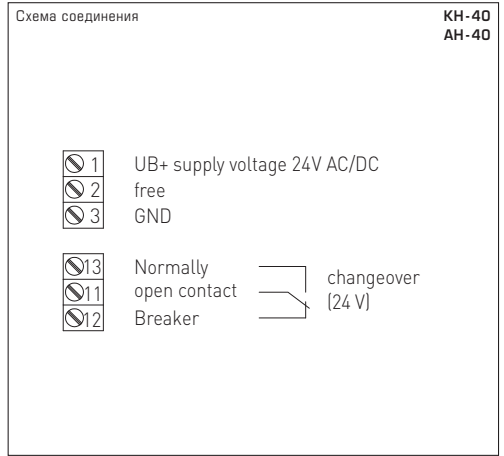 Схема соединения
KH-40
AH-40
1 UB+ supply voltage 24V AC/DC
2 free
3 GND
13 Normally
11 open contact
12 Breaker
changeover
(24 V)